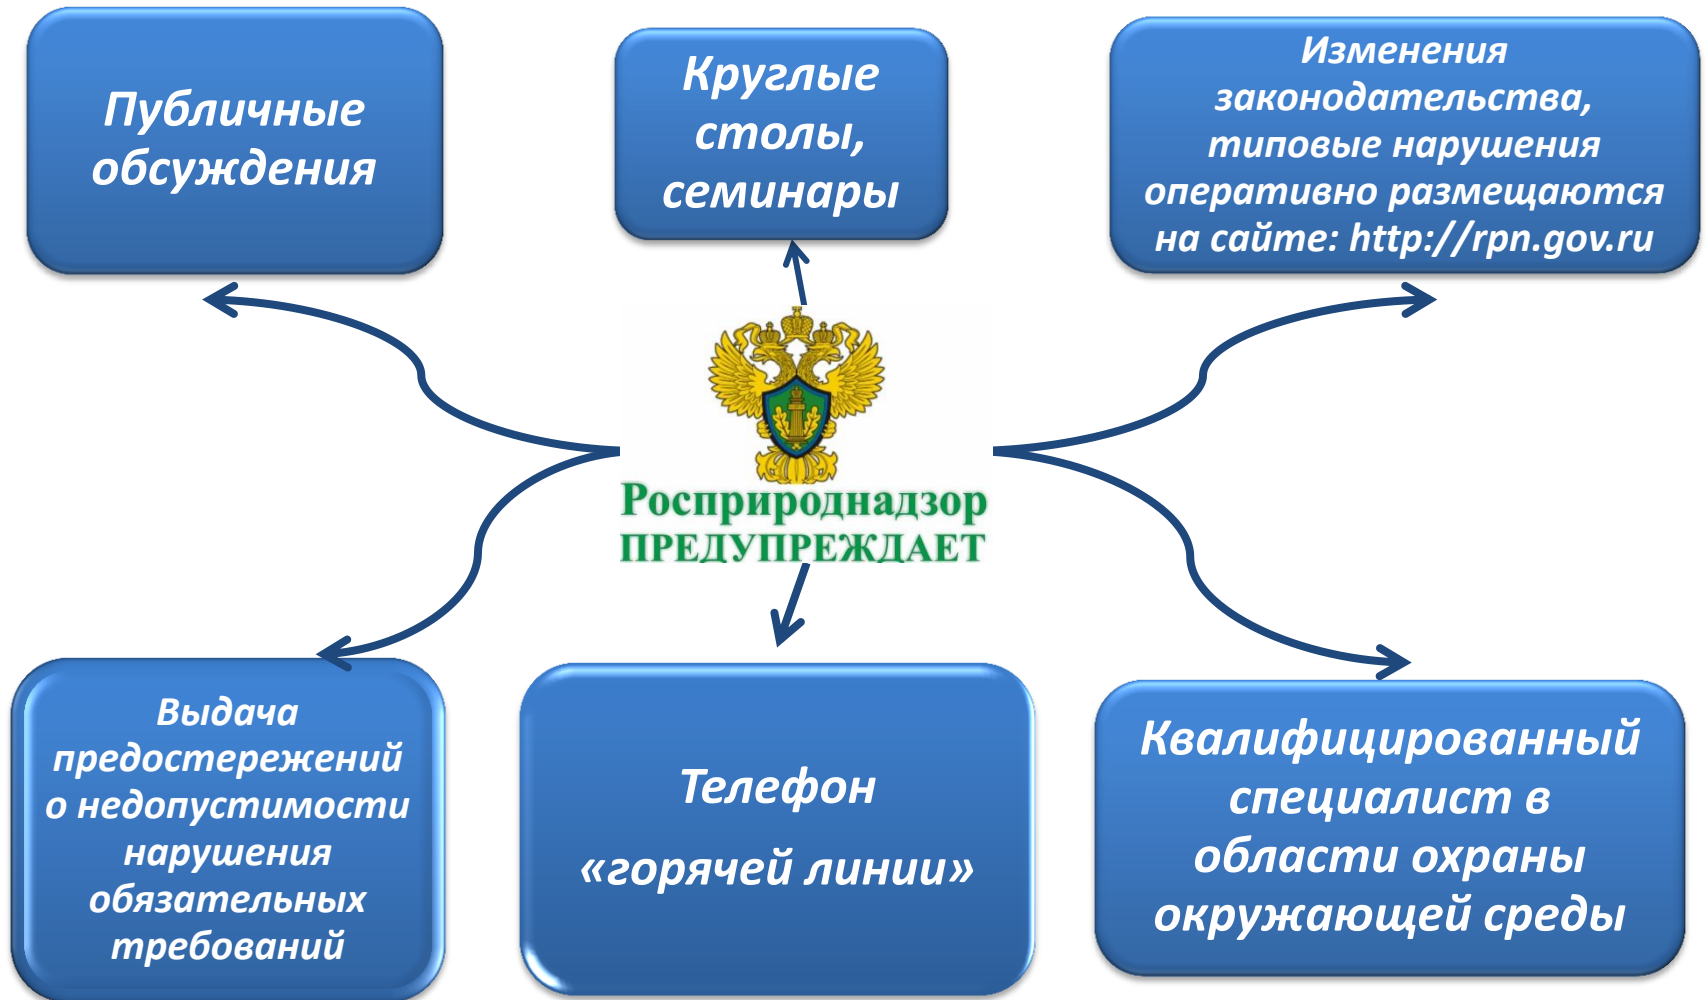 Публичные
обсуждения
Круглые
столы,
семинары
Изменения
законодательства,
типовые нарушения
оперативно размещаются
на сайте: http://rpn.gov.ru
Росприроднадзор
ПРЕДУПРЕЖДАЕТ
Выдача
предостережений
о недопустимости
нарушения
обязательных
требований
Телефон
«горячей линии»
Квалифицированный
специалист в
области охраны
окружающей среды